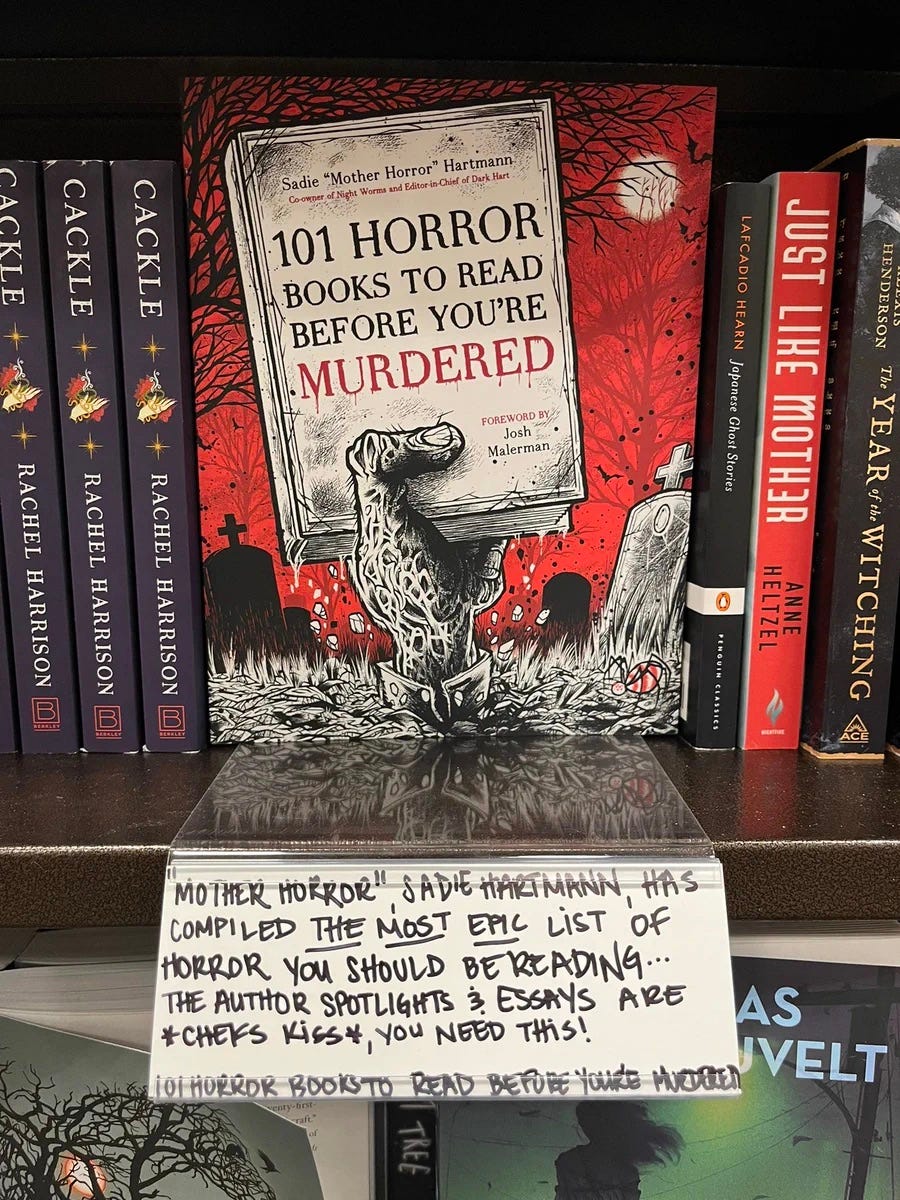 CACKLE
RACHEL HARRISON
BERKLEY
CACKLE
RACHEL HARRISON
BERKLEY
CACKLE
RACHEL HARRISON
BERKLEY
Sadie "Mother Horror" Hartmann
Co-owner of Night Worms and Editor-in-Chief of Dark Hart
101 HORROR
BOOKS TO READ
BEFORE YOU'RE
MURDERED
FOREWORD BY
Josh
Malerman
LAFCADIO HEARN Japanese Ghost Stories
PENGUIN CLASSICS
JUST LIKE MOTHER
ANNE
HELTZEL
NIGHTFIRE
HENDERSON
The YEAR of the WITCHING
ACE
"MOTHER HORROR", SADIE HARTMANN, HAS
COMPILED THE MOST EPIC LIST OF
HORROR YOU SHOULD BE READING...
THE AUTHOR SPOTLIGHTS & ESSAYS ARE
*CHEFS KISS*, YOU NEED THIS!
101 HORROR BOOKS TO READ BEFORE YOU'RE MURDERED
AS
UVELT
TREE